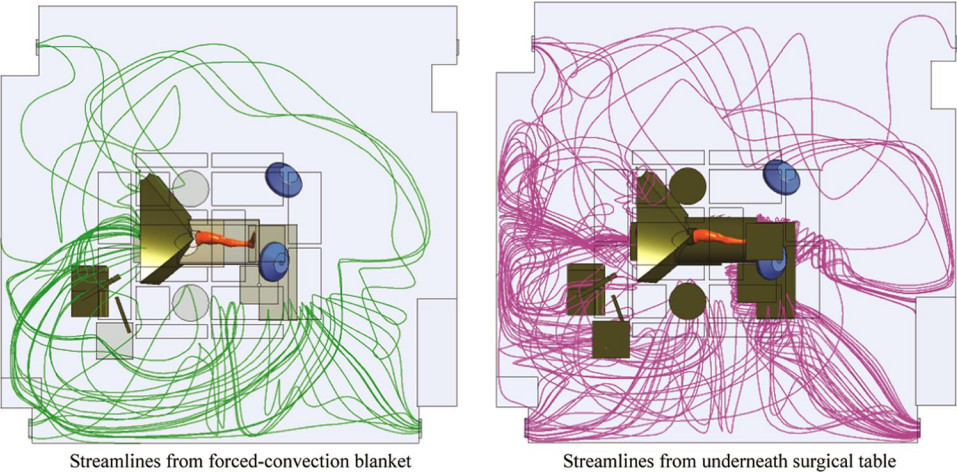 Streamlines from forced-convection blanket
Streamlines from underneath surgical table